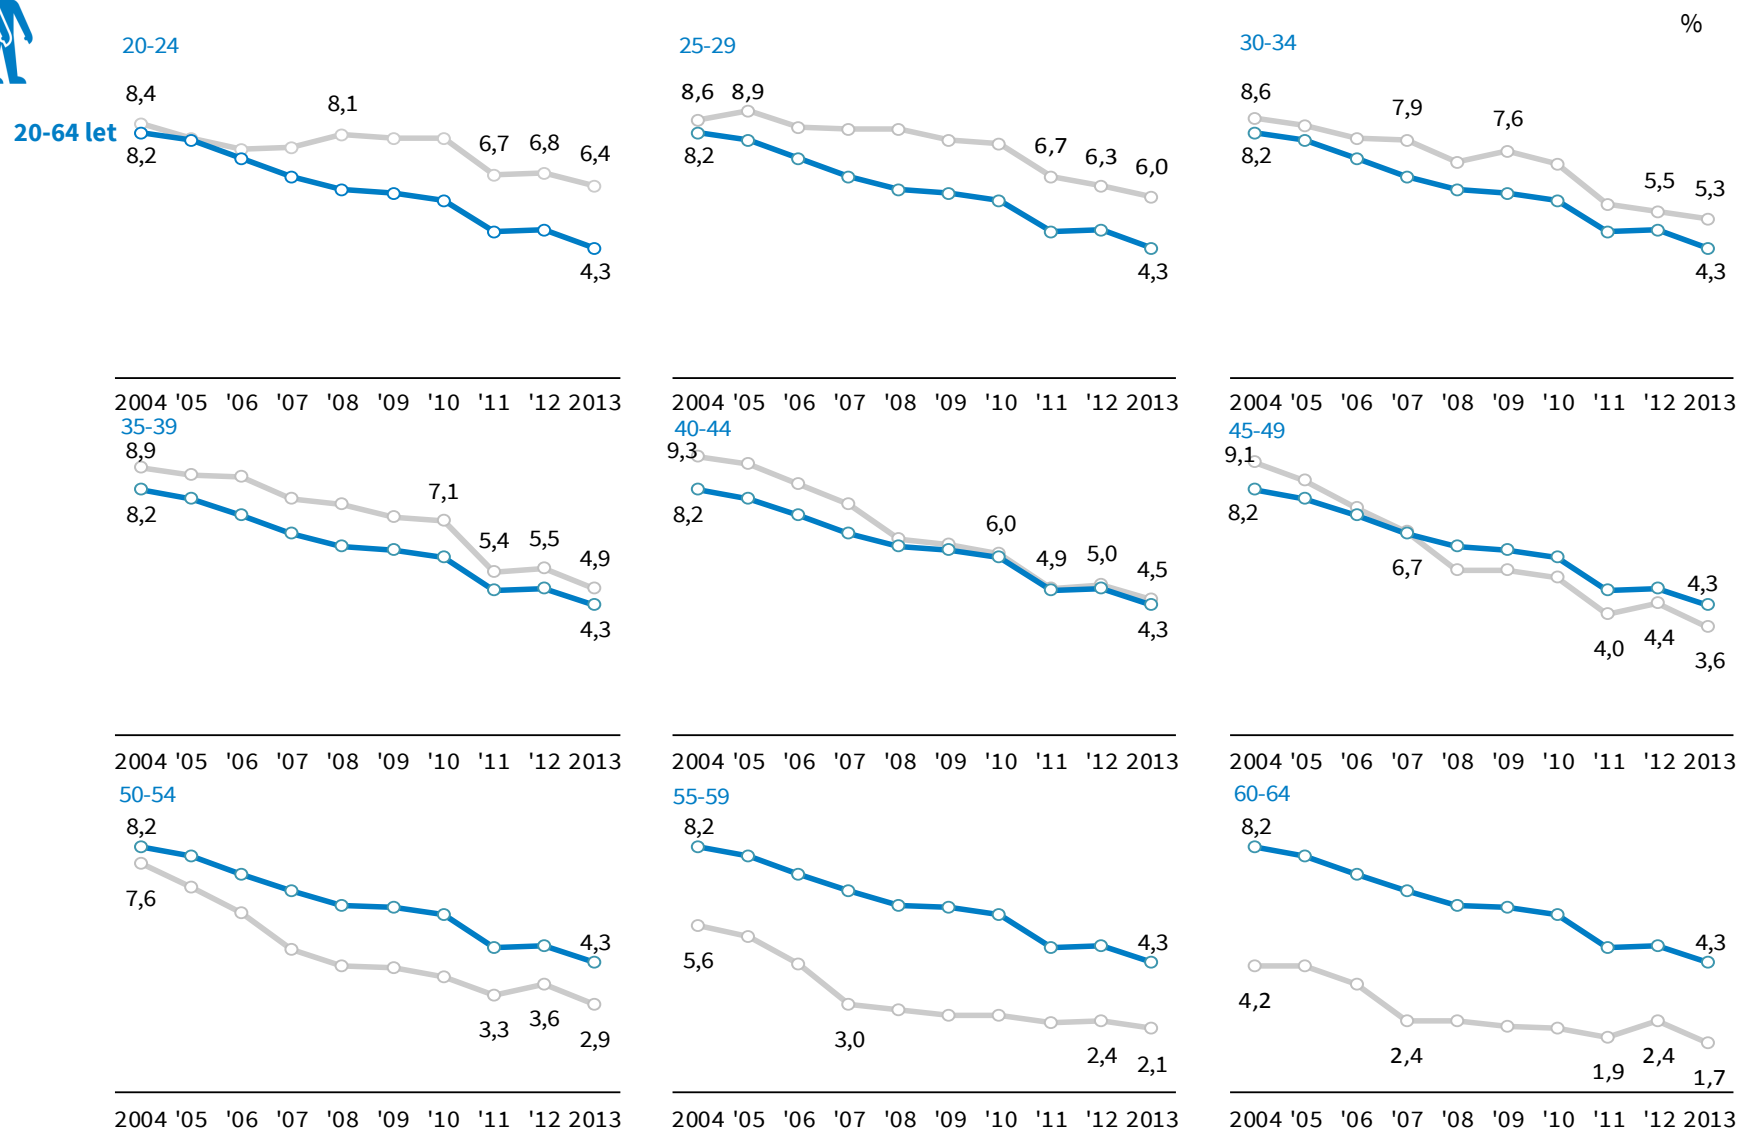 %
20-24 25-29 30-34
8,4 8,1 6,7 6,8 6,4
8,6 8,9 6,7 6,3 6,0
8,6 7,9 7,6 5,5 5,3
20-64 let
8,2 4,3
8,2 4,3
8,2 4,3
2004 '05 '06 '07 '08 '09 '10 '11 '12 2013
2004 '05 '06 '07 '08 '09 '10 '11 '12 2013
2004 '05 '06 '07 '08 '09 '10 '11 '12 2013
35-39 40-44 45-49
8,9 7,1 5,4 5,5 4,9
8,2 4,3
9,3 6,0 4,9 5,0 4,5
8,2 4,3
9,1
8,2 4,3
6,7 4,0 4,4 3,6
2004 '05 '06 '07 '08 '09 '10 '11 '12 2013
2004 '05 '06 '07 '08 '09 '10 '11 '12 2013
2004 '05 '06 '07 '08 '09 '10 '11 '12 2013
50-54 55-59 60-64
8,2 4,3
7,6 3,3 3,6 2,9
8,2 4,3
5,6 3,0 2,4 2,1
8,2 4,3
4,2 2,4 1,9 2,4 1,7
2004 '05 '06 '07 '08 '09 '10 '11 '12 2013
2004 '05 '06 '07 '08 '09 '10 '11 '12 2013
2004 '05 '06 '07 '08 '09 '10 '11 '12 2013